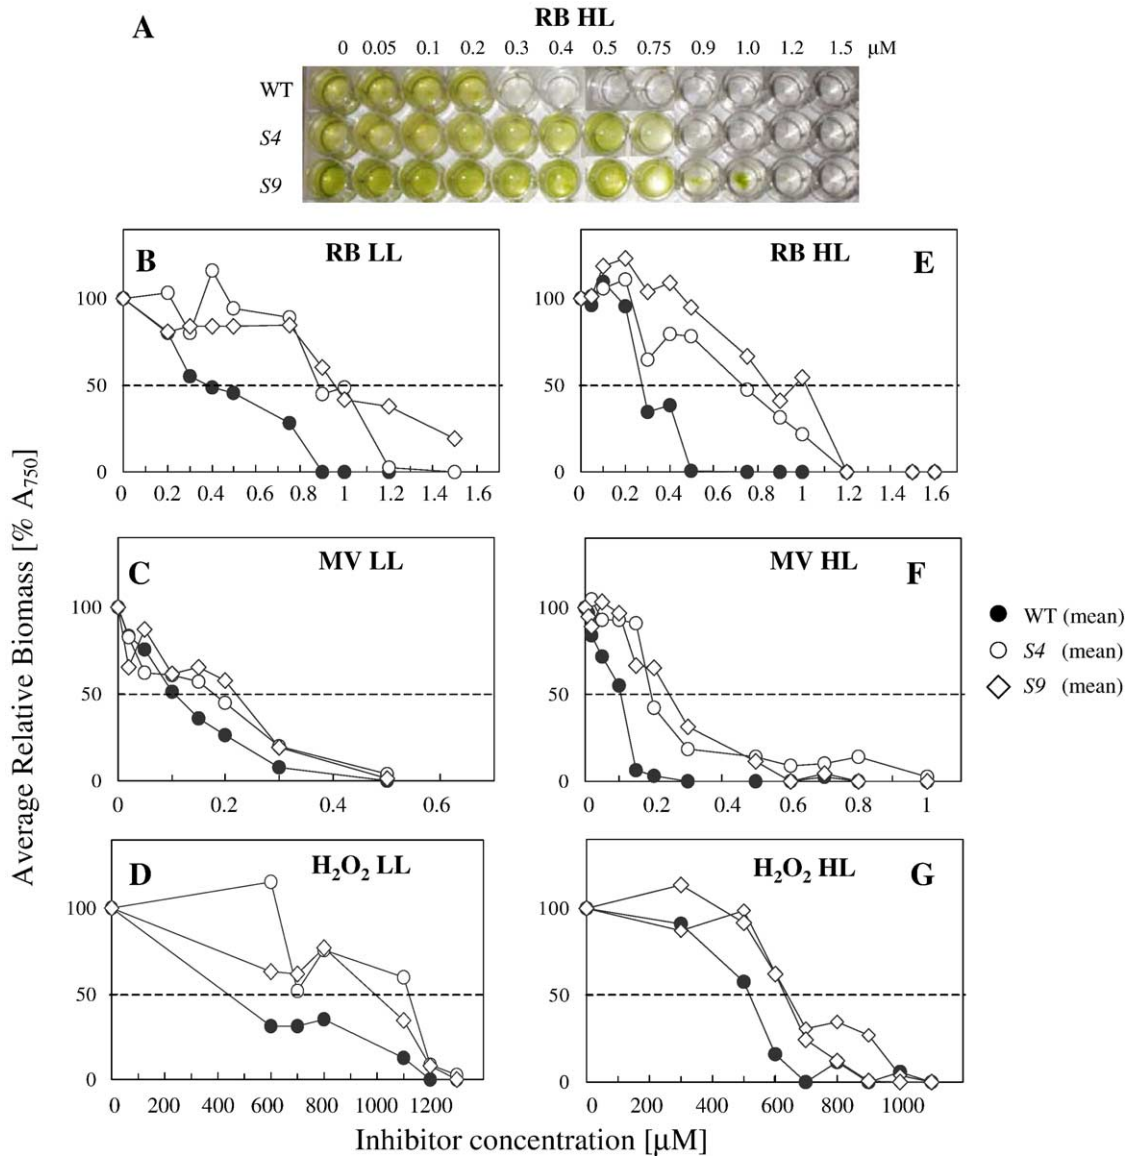 A
RB HL
0 0.05 0.1 0.2 0.3 0.4 0.5 0.75 0.9 1.0 1.2 1.5 μM
WT
S4
S9
Average Relative Biomass [% A750]
B
RB LL
100
50
0
0 0.2 0.4 0.6 0.8 1 1.2 1.4 1.6
RB HL
E
100
50
0
0 0.2 0.6 0.8 1 1.2 1.4 1.6
C
MV LL
100
50
0
0 0.2 0.4 0.6
MV HL
F
100
50
0
0 0.2 0.4 0.6 0.8 1
WT (mean)
S4 (mean)
S9 (mean)
D
H2O2 LL
100
50
0
0 200 400 600 800 1000 1200
H2O2 HL
G
100
50
0
0 200 400 600 800 1000
Inhibitor concentration [μM]